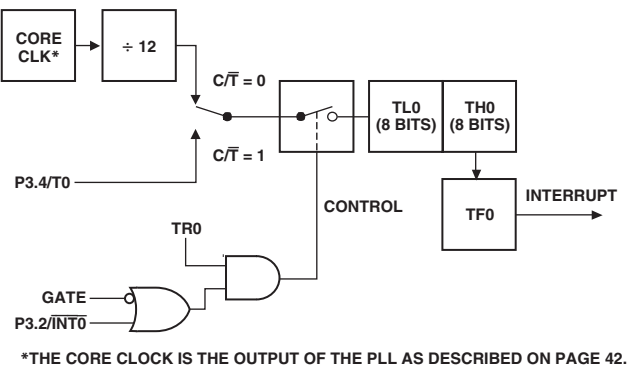 CORE
CLK*
÷ 12
C/T̅ = 0
TL0
(8 BITS)
TH0
(8 BITS)
C/T̅ = 1
P3.4/T0
CONTROL
INTERRUPT
TF0
TR0
GATE
P3.2/I̅N̅T̅0̅
*THE CORE CLOCK IS THE OUTPUT OF THE PLL AS DESCRIBED ON PAGE 42.